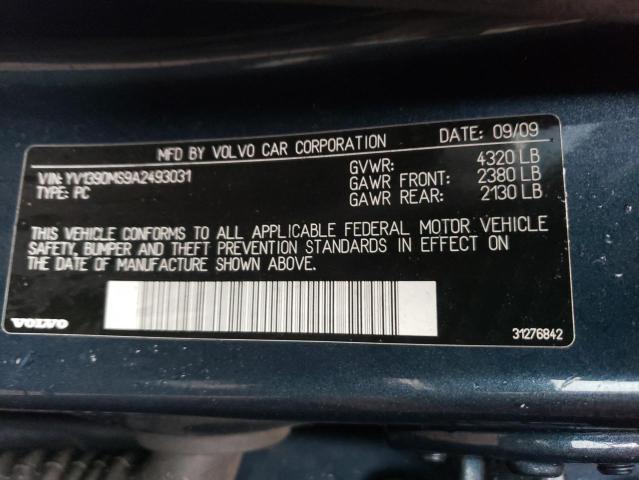 MFD BY VOLVO CAR CORPORATION DATE: 09/09
VIN: YV1390MS9A2493031
TYPE: PC
GVWR: 4320 LB
GAWR FRONT: 2380 LB
GAWR REAR: 2130 LB
THIS VEHICLE CONFORMS TO ALL APPLICABLE FEDERAL MOTOR VEHICLE
SAFETY, BUMPER AND THEFT PREVENTION STANDARDS IN EFFECT ON
THE DATE OF MANUFACTURE SHOWN ABOVE.
VOLVO 31276842